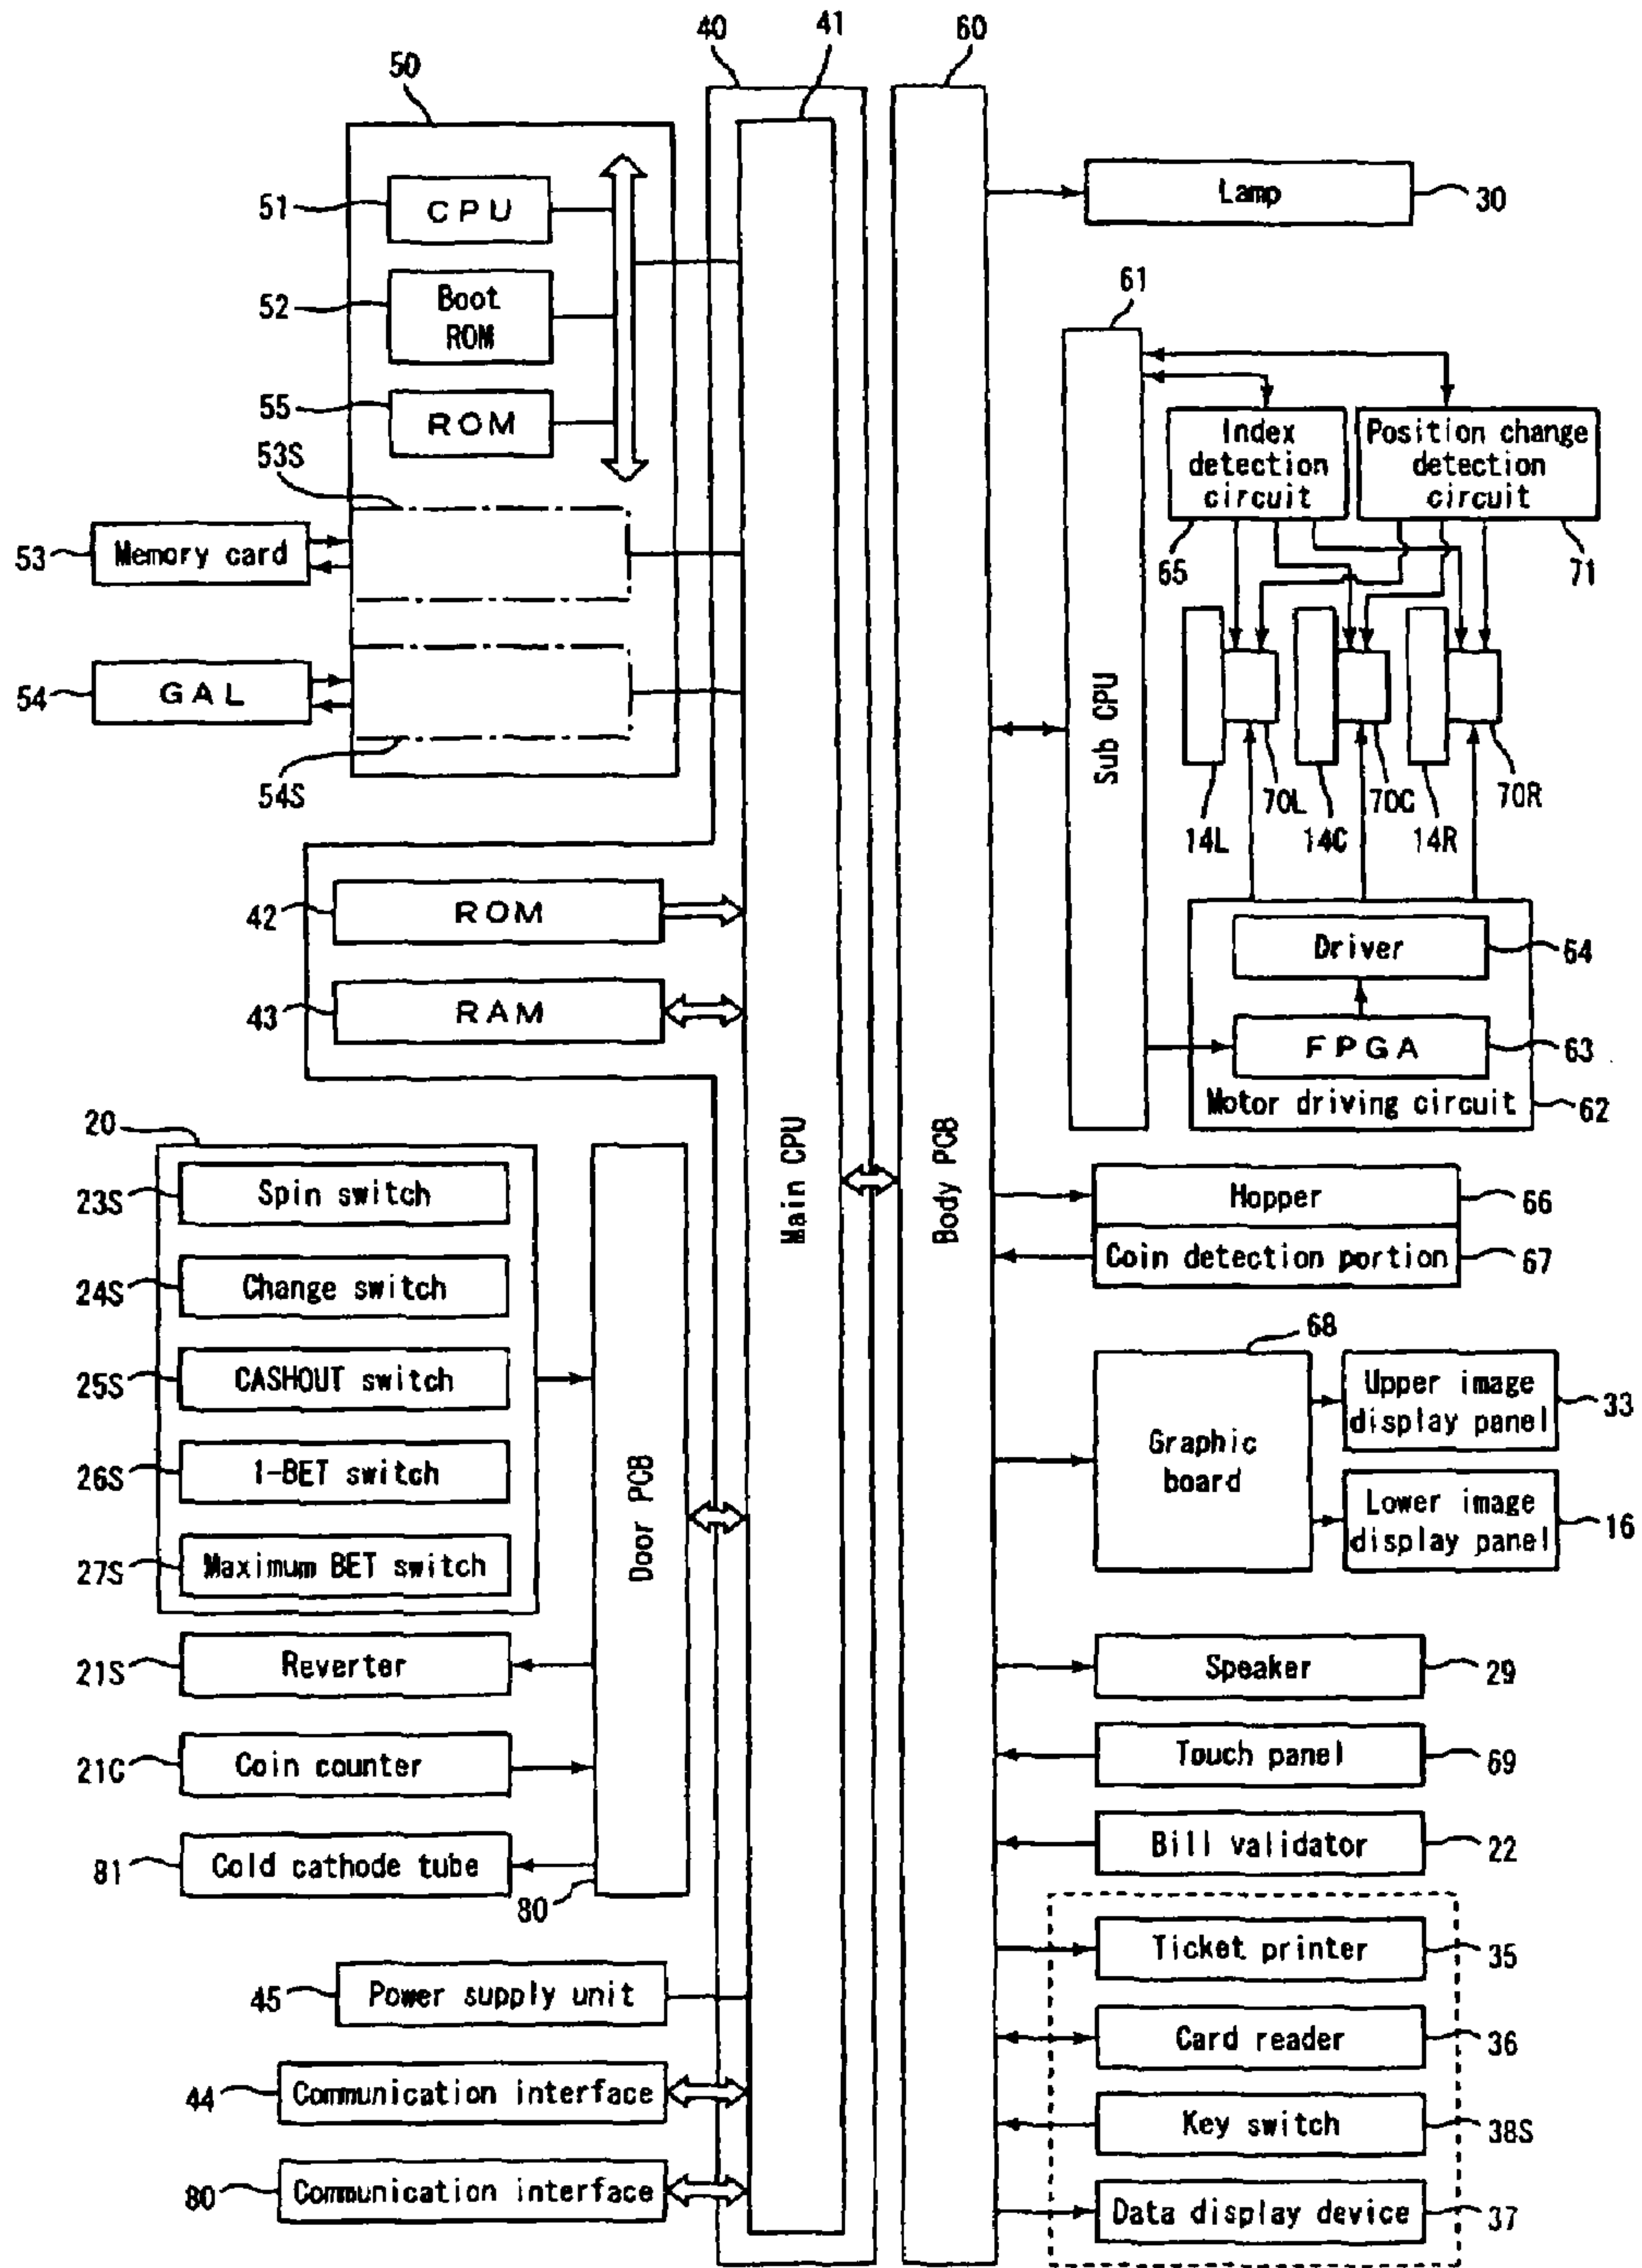 40
41
60
50
51
CPU
52
Boot
ROM
55
ROM
53S
53
Memory card
54
GAL
54S
42
ROM
43
RAM
20
23S
Spin switch
24S
Change switch
25S
CASHOUT switch
26S
1-BET switch
27S
Maximum BET switch
21S
Reverter
21C
Coin counter
81
Cold cathode tube
80
Door PCB
45
Power supply unit
44
Communication interface
80
Communication interface
Main CPU
Body PCB
Lamp
30
61
Sub CPU
Index
detection
circuit
65
Position change
detection
circuit
71
14L
70L
14C
70C
14R
70R
Driver
64
FPGA
63
Motor driving circuit
62
Hopper
66
Coin detection portion
67
68
Graphic
board
Upper image
display panel
33
Lower image
display panel
16
Speaker
29
Touch panel
69
Bill validator
22
Ticket printer
35
Card reader
36
Key switch
38S
Data display device
37